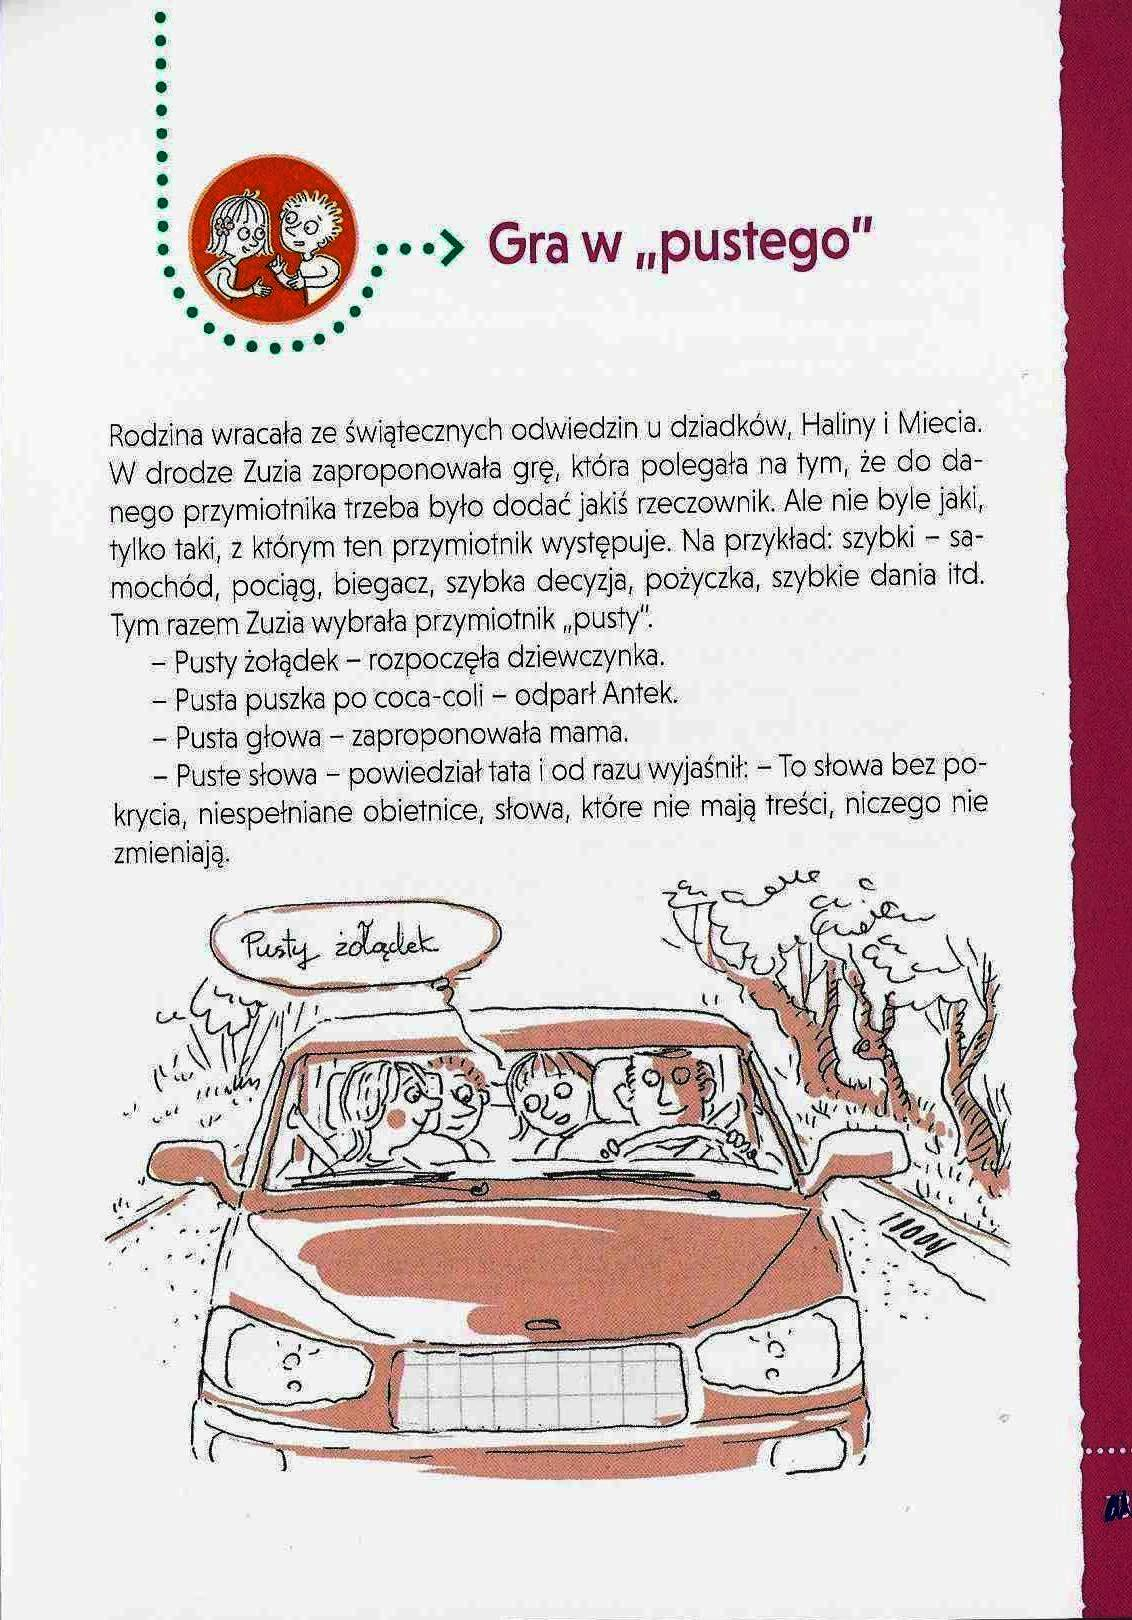 Gra w „pustego"
Rodzina wracała ze świątecznych odwiedzin u dziadków, Haliny i Miecia.
W drodze Zuzia zaproponowała grę, która polegała na tym, że do da-
nego przymiotnika trzeba było dodać jakiś rzeczownik. Ale nie byle jaki,
tylko taki, z którym ten przymiotnik występuje. Na przykład: szybki – sa-
mochód, pociąg, biegacz, szybka decyzja, pożyczka, szybkie dania itd.
Tym razem Zuzia wybrała przymiotnik „pusty".
– Pusty żołądek – rozpoczęła dziewczynka.
– Pusta puszka po coca-coli – odparł Antek.
– Pusta głowa – zaproponowała mama.
– Puste słowa – powiedział tata i od razu wyjaśnił: – To słowa bez po-
krycia, niespełniane obietnice, słowa, które nie mają treści, niczego nie
zmieniają.
Pusty żołądek